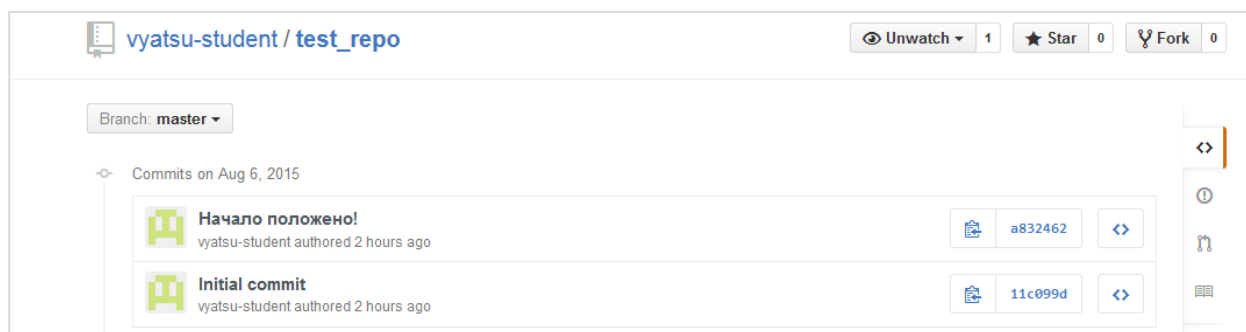 vyatsu-student / test_repo
Unwatch 1 Star 0 Fork 0
Branch: master
Commits on Aug 6, 2015
Начало положено!
vyatsu-student authored 2 hours ago
a832462
Initial commit
vyatsu-student authored 2 hours ago
11c099d